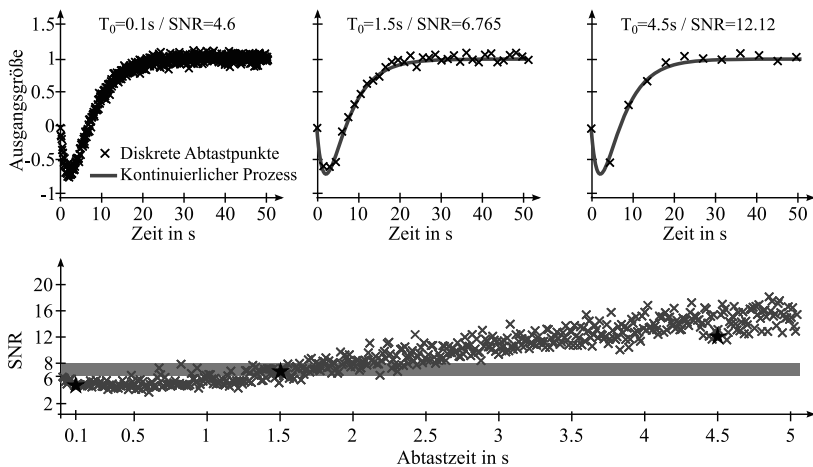 T₀=0.1s / SNR=4.6
T₀=1.5s / SNR=6.765
T₀=4.5s / SNR=12.12
Ausgangsgröße
1.5
1
0.5
0
-0.5
-1
× Diskrete Abtastpunkte
Kontinuierlicher Prozess
0 10 20 30 40 50
Zeit in s
0 10 20 30 40 50
Zeit in s
0 10 20 30 40 50
Zeit in s
SNR
20
16
12
8
6
2
0.1 0.5 1 1.5 2 2.5 3 3.5 4 4.5 5
Abtastzeit in s